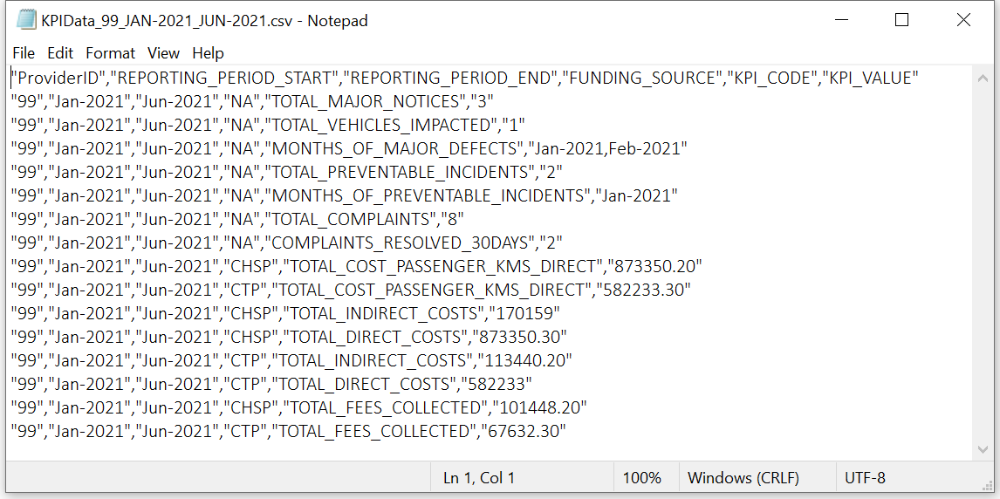 KPIData_99_JAN-2021_JUN-2021.csv - Notepad
File Edit Format View Help
"ProviderID","REPORTING_PERIOD_START","REPORTING_PERIOD_END","FUNDING_SOURCE","KPI_CODE","KPI_VALUE"
"99","Jan-2021","Jun-2021","NA","TOTAL_MAJOR_NOTICES","3"
"99","Jan-2021","Jun-2021","NA","TOTAL_VEHICLES_IMPACTED","1"
"99","Jan-2021","Jun-2021","NA","MONTHS_OF_MAJOR_DEFECTS","Jan-2021,Feb-2021"
"99","Jan-2021","Jun-2021","NA","TOTAL_PREVENTABLE_INCIDENTS","2"
"99","Jan-2021","Jun-2021","NA","MONTHS_OF_PREVENTABLE_INCIDENTS","Jan-2021"
"99","Jan-2021","Jun-2021","NA","TOTAL_COMPLAINTS","8"
"99","Jan-2021","Jun-2021","NA","COMPLAINTS_RESOLVED_30DAYS","2"
"99","Jan-2021","Jun-2021","CHSP","TOTAL_COST_PASSENGER_KMS_DIRECT","873350.20"
"99","Jan-2021","Jun-2021","CTP","TOTAL_COST_PASSENGER_KMS_DIRECT","582233.30"
"99","Jan-2021","Jun-2021","CHSP","TOTAL_INDIRECT_COSTS","170159"
"99","Jan-2021","Jun-2021","CHSP","TOTAL_DIRECT_COSTS","873350.30"
"99","Jan-2021","Jun-2021","CTP","TOTAL_INDIRECT_COSTS","113440.20"
"99","Jan-2021","Jun-2021","CTP","TOTAL_DIRECT_COSTS","582233"
"99","Jan-2021","Jun-2021","CHSP","TOTAL_FEES_COLLECTED","101448.20"
"99","Jan-2021","Jun-2021","CTP","TOTAL_FEES_COLLECTED","67632.30"
Ln 1, Col 1 100% Windows (CRLF) UTF-8